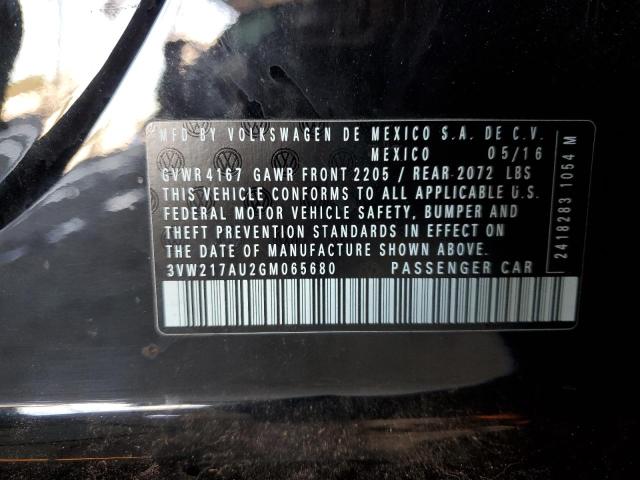 MFD BY VOLKSWAGEN DE MEXICO S.A. DE C.V.
MEXICO 05/16
GVWR 4167 GAWR FRONT 2205 / REAR 2072 LBS
THIS VEHICLE CONFORMS TO ALL APPLICABLE U.S.
FEDERAL MOTOR VEHICLE SAFETY, BUMPER AND
THEFT PREVENTION STANDARDS IN EFFECT ON
THE DATE OF MANUFACTURE SHOWN ABOVE.
3VW217AU2GM065680 PASSENGER CAR
2418283 1054 M